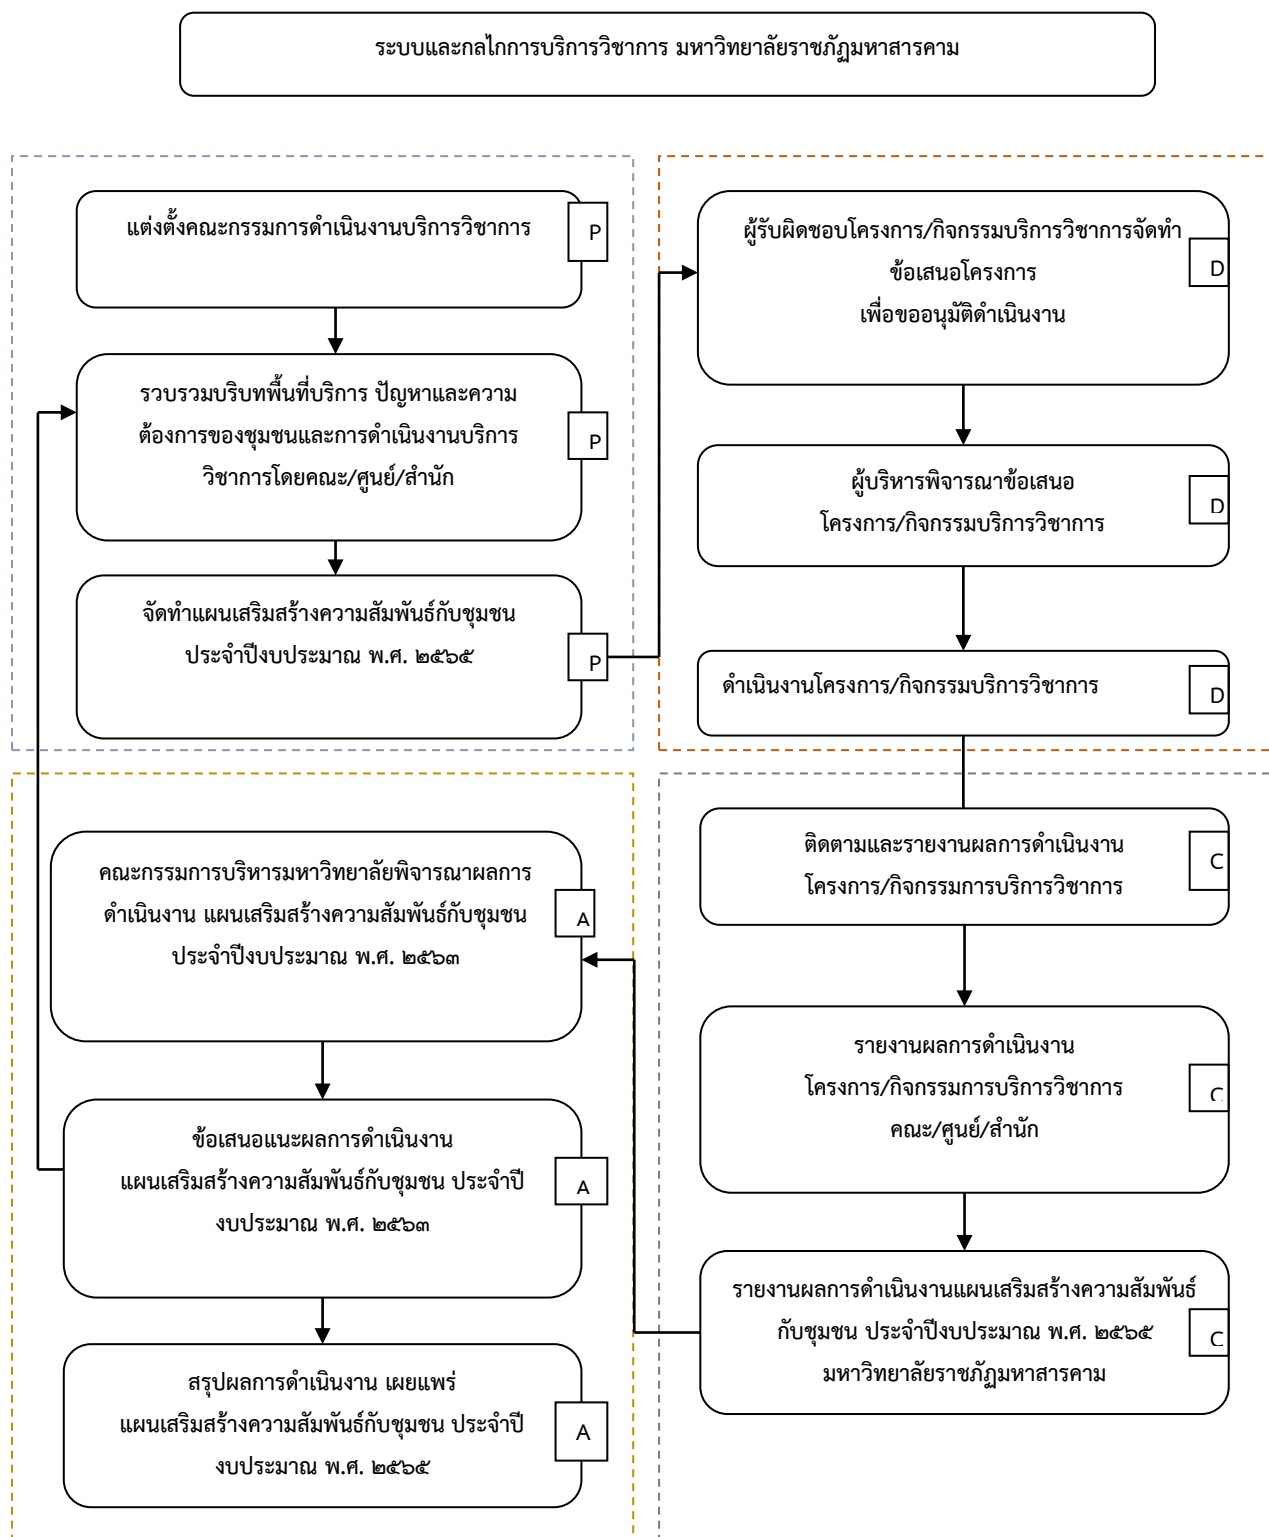 ระบบและกลไกการบริการวิชาการ มหาวิทยาลัยราชภัฏมหาสารคาม
แต่งตั้งคณะกรรมการดำเนินงานบริการวิชาการ
P
รวบรวมบริบทพื้นที่บริการ ปัญหาและความ
ต้องการของชุมชนและการดำเนินงานบริการ
วิชาการโดยคณะ/ศูนย์/สำนัก
P
จัดทำแผนเสริมสร้างความสัมพันธ์กับชุมชน
ประจำปีงบประมาณ พ.ศ. ๒๕๖๕
P
ผู้รับผิดชอบโครงการ/กิจกรรมบริการวิชาการจัดทำ
ข้อเสนอโครงการ
เพื่อขออนุมัติดำเนินงาน
D
ผู้บริหารพิจารณาข้อเสนอ
โครงการ/กิจกรรมบริการวิชาการ
D
ดำเนินงานโครงการ/กิจกรรมบริการวิชาการ
D
ติดตามและรายงานผลการดำเนินงาน
โครงการ/กิจกรรมการบริการวิชาการ
C
รายงานผลการดำเนินงาน
โครงการ/กิจกรรมการบริการวิชาการ
คณะ/ศูนย์/สำนัก
C
รายงานผลการดำเนินงานแผนเสริมสร้างความสัมพันธ์
กับชุมชน ประจำปีงบประมาณ พ.ศ. ๒๕๖๕
มหาวิทยาลัยราชภัฏมหาสารคาม
C
คณะกรรมการบริหารมหาวิทยาลัยพิจารณาผลการ
ดำเนินงาน แผนเสริมสร้างความสัมพันธ์กับชุมชน
ประจำปีงบประมาณ พ.ศ. ๒๕๖๓
A
ข้อเสนอแนะผลการดำเนินงาน
แผนเสริมสร้างความสัมพันธ์กับชุมชน ประจำปี
งบประมาณ พ.ศ. ๒๕๖๓
A
สรุปผลการดำเนินงาน เผยแพร่
แผนเสริมสร้างความสัมพันธ์กับชุมชน ประจำปี
งบประมาณ พ.ศ. ๒๕๖๕
A